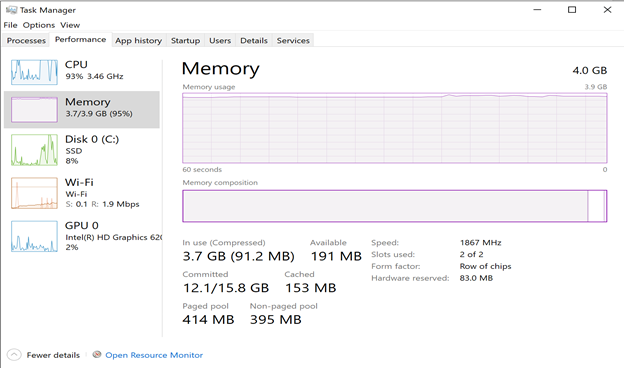 Task Manager
File Options View
Processes Performance App history Startup Users Details Services
CPU
93% 3.46 GHz
Memory
3.7/3.9 GB (95%)
Disk 0 (C:)
SSD
8%
Wi-Fi
Wi-Fi
S: 0.1 R: 1.9 Mbps
GPU 0
Intel(R) HD Graphics 620
2%
Memory 4.0 GB
Memory usage 3.9 GB
60 seconds 0
Memory composition
In use (Compressed) Available
3.7 GB (91.2 MB) 191 MB
Committed Cached
12.1/15.8 GB 153 MB
Paged pool Non-paged pool
414 MB 395 MB
Speed: 1867 MHz
Slots used: 2 of 2
Form factor: Row of chips
Hardware reserved: 83.0 MB
Fewer details Open Resource Monitor